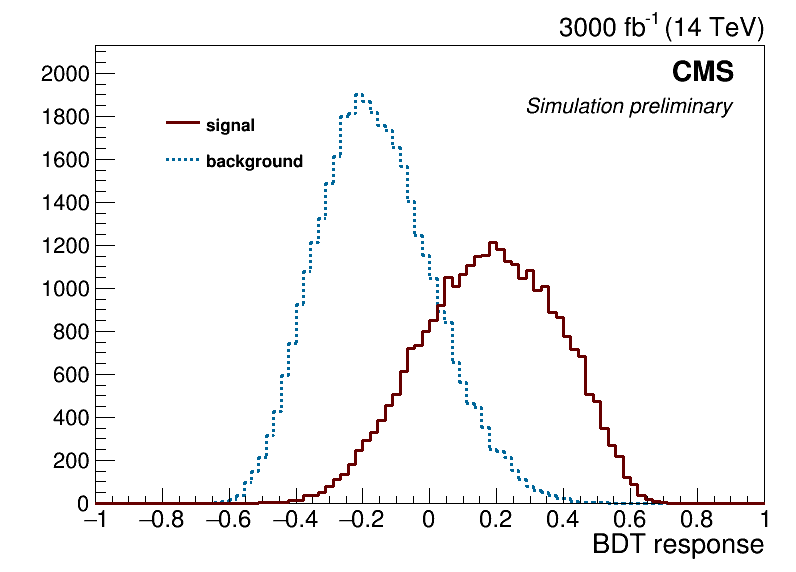 3000 fb⁻¹ (14 TeV)
CMS
Simulation preliminary
signal
background
2000
1800
1600
1400
1200
1000
800
600
400
200
0
−1 −0.8 −0.6 −0.4 −0.2 0 0.2 0.4 0.6 0.8 1
BDT response